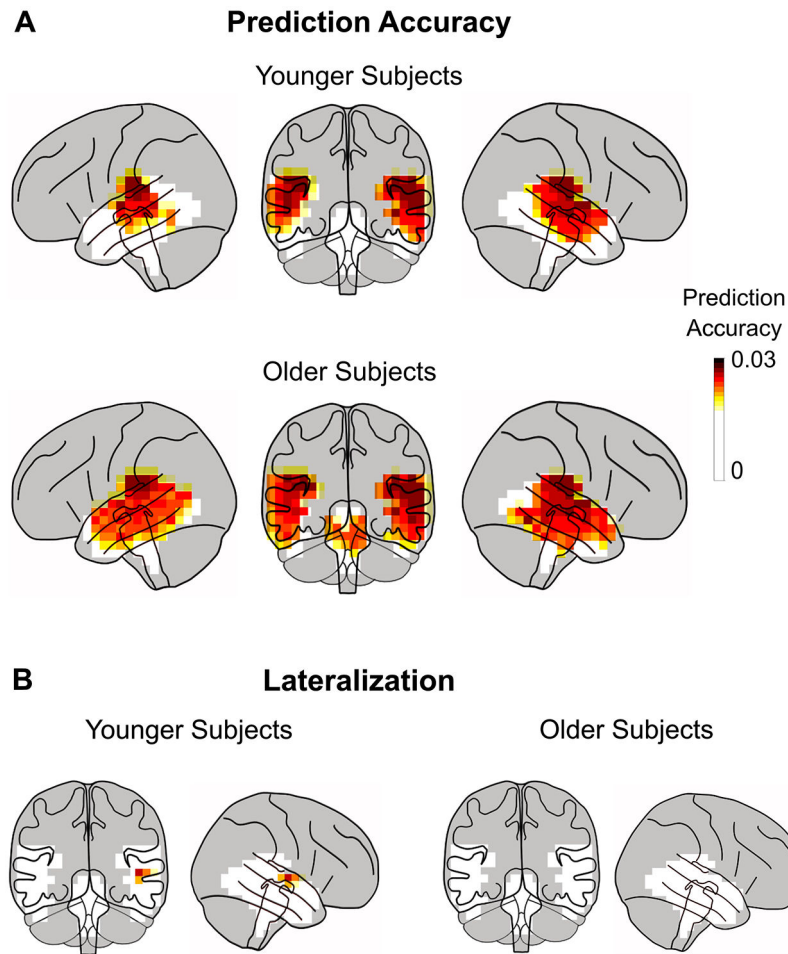 A
Prediction Accuracy
Younger Subjects
Prediction
Accuracy
0.03
0
Older Subjects
B
Lateralization
Younger Subjects
Older Subjects